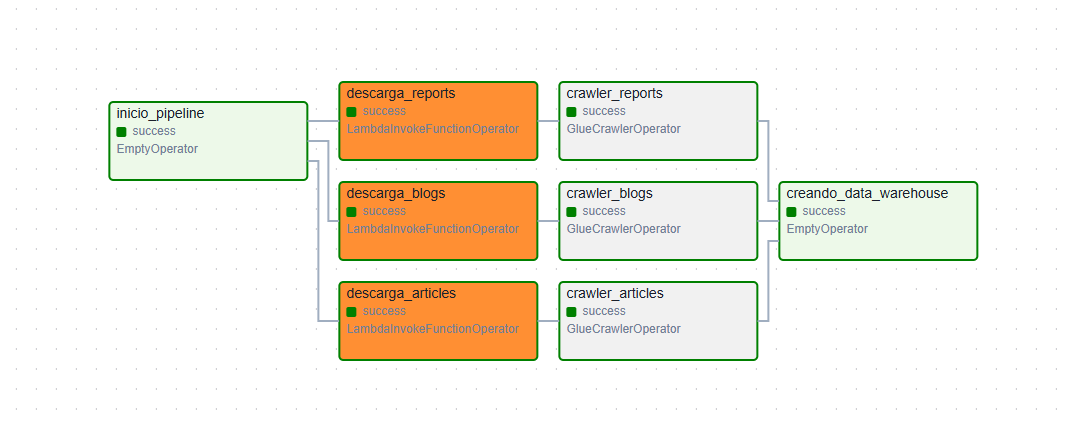 inicio_pipeline
success
EmptyOperator
descarga_reports
success
LambdaInvokeFunctionOperator
crawler_reports
success
GlueCrawlerOperator
descarga_blogs
success
LambdaInvokeFunctionOperator
crawler_blogs
success
GlueCrawlerOperator
descarga_articles
success
LambdaInvokeFunctionOperator
crawler_articles
success
GlueCrawlerOperator
creando_data_warehouse
success
EmptyOperator